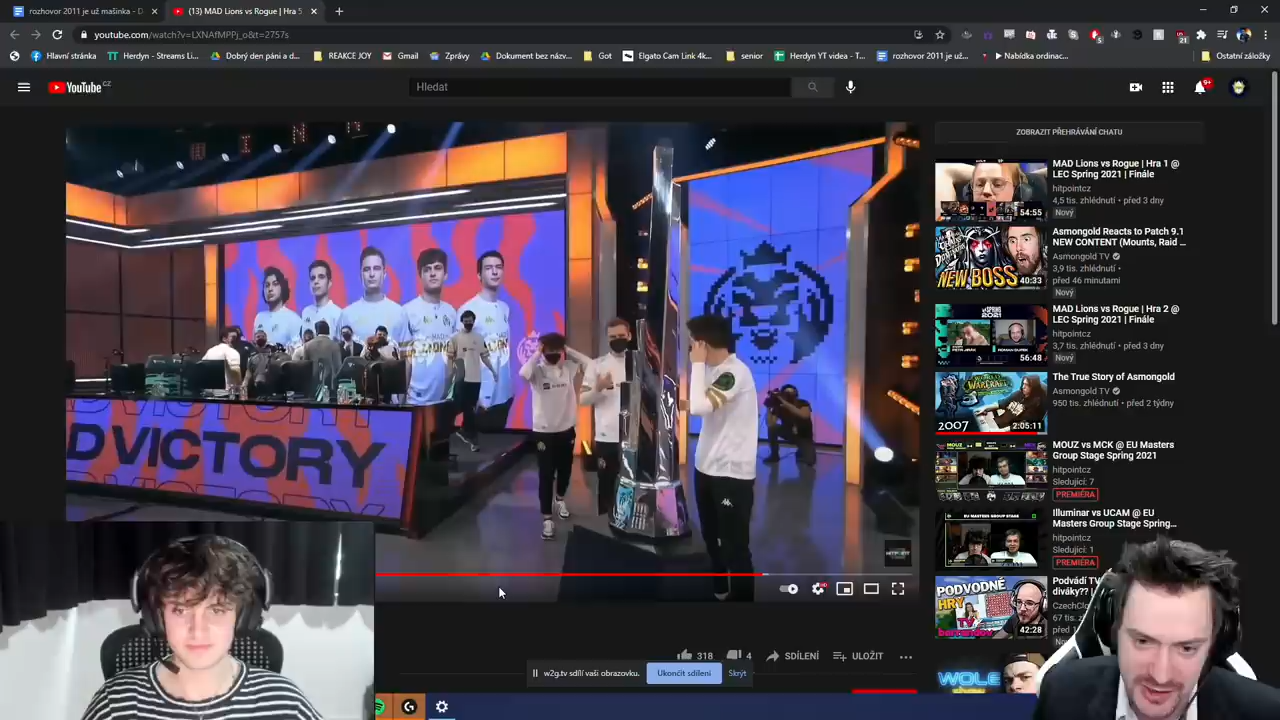 rozhovor 2011 je už mašinka - D
(13) MAD Lions vs Rogue | Hra 5
youtube.com/watch?v=LXNAfMPPj_o&t=2757s
Hlavní stránka
Herdyn - Streams Li...
Dobrý den páni a d...
REAKCE JOY
Gmail
Zprávy
Dokument bez názv...
Got
Elgato Cam Link 4k...
senior
Herdyn YT videa - T...
rozhovor 2011 je už...
Nabídka ordinac...
Ostatní záložky
YouTube CZ
Hledat
9+
ZOBRAZIT PŘEHRÁVÁNÍ CHATU
MAD Lions vs Rogue | Hra 1 @
LEC Spring 2021 | Finále
hitpointcz
4,5 tis. zhlédnutí • před 3 dny
Nový
54:55
Asmongold Reacts to Patch 9.1
NEW CONTENT (Mounts, Raid ...
Asmongold TV
3,9 tis. zhlédnutí •
před 46 minutami
Nový
NEW BOSS
40:33
MAD Lions vs Rogue | Hra 2 @
LEC Spring 2021 | Finále
hitpointcz
3,7 tis. zhlédnutí • před 3 dny
Nový
56:48
The True Story of Asmongold
Asmongold TV
950 tis. zhlédnutí • před 2 týdny
2007
2:05:11
MOUZ vs MCK @ EU Masters
Group Stage Spring 2021
hitpointcz
Sledující: 7
PREMIÉRA
Illuminar vs UCAM @ EU
Masters Group Stage Spring...
hitpointcz
Sledující: 1
PREMIÉRA
Podvádí TV
diváky??
CzechClo
67 tis.
před 1
PODVODNÉ
HRY
TV
barrandov
42:28
WOLF
D VICTORY
318
4
SDÍLENÍ
ULOŽIT
w2g.tv sdílí vaši obrazovku.
Ukončit sdílení
Skrýt